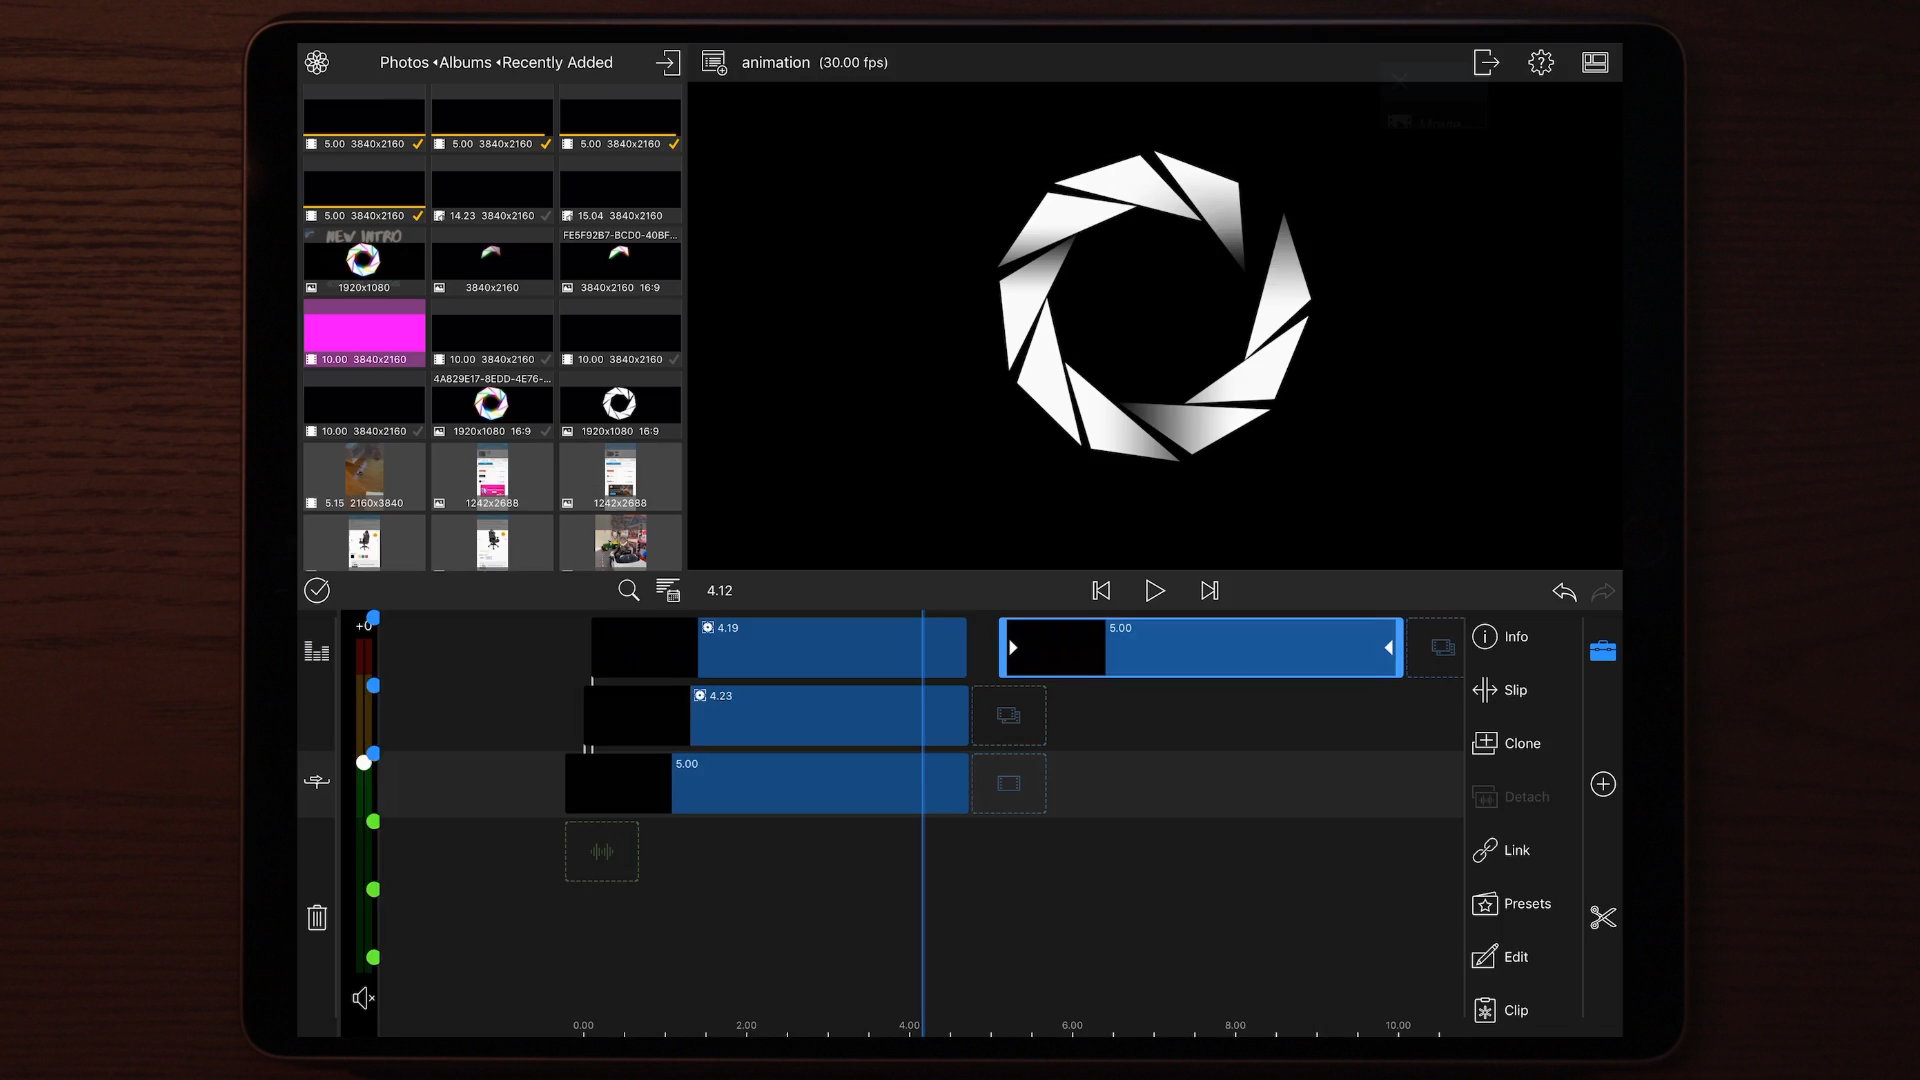 Photos ◂Albums ◂Recently Added
animation (30.00 fps)
5.00 3840x2160
5.00 3840x2160
5.00 3840x2160
5.00 3840x2160
14.23 3840x2160
15.04 3840x2160
NEW INTRO
FE5F92B7-BCD0-40BF...
1920x1080
3840x2160
3840x2160 16:9
10.00 3840x2160
10.00 3840x2160
10.00 3840x2160
4A829E17-8EDD-4E76-...
10.00 3840x2160
1920x1080 16:9
1920x1080 16:9
5.15 2160x3840
1242x2688
1242x2688
4.12
+0
4.19
5.00
4.23
5.00
Info
Slip
Clone
Detach
Link
Presets
Edit
Clip
0.00
2.00
4.00
6.00
8.00
10.00